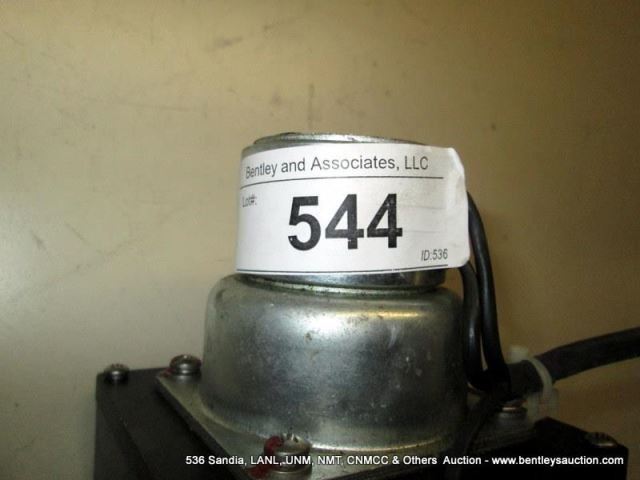 Bentley and Associates, LLC
Lot#:
544
ID:536
536 Sandia, LANL, UNM, NMT, CNMCC & Others Auction - www.bentleysauction.com